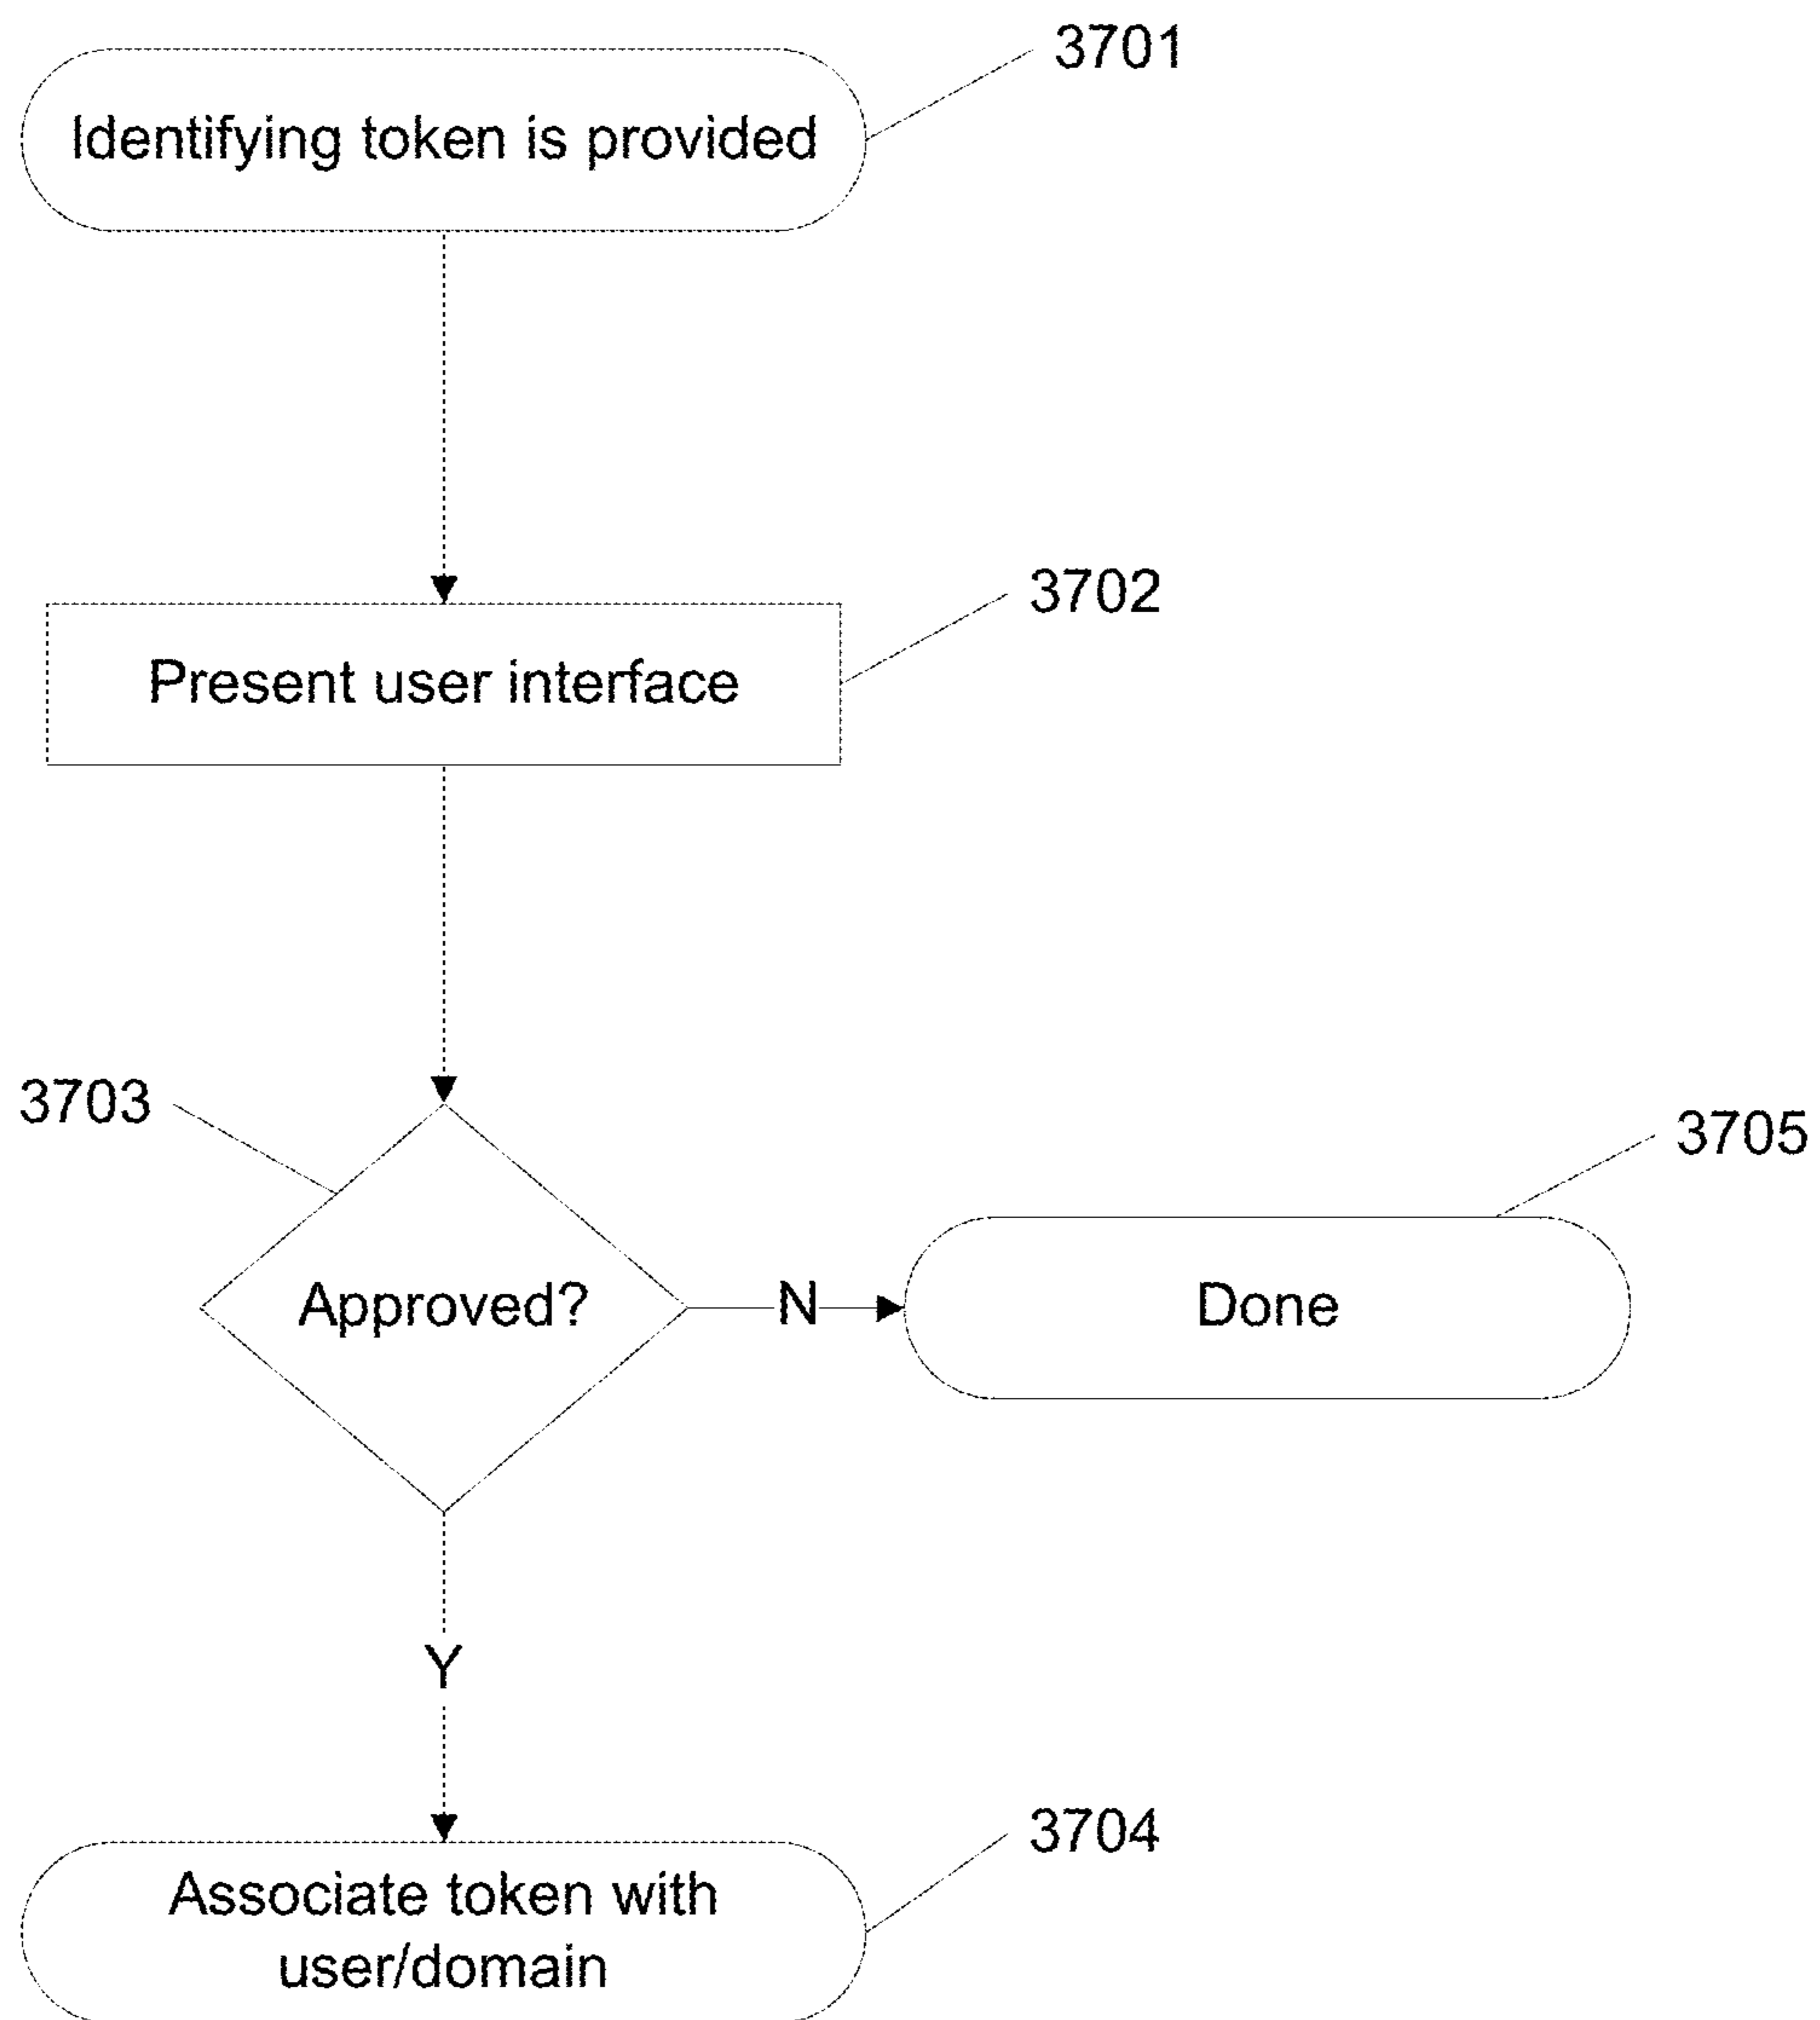 3701
Identifying token is provided
3702
Present user interface
3703
3705
Approved?
N
Done
Y
3704
Associate token with
user/domain